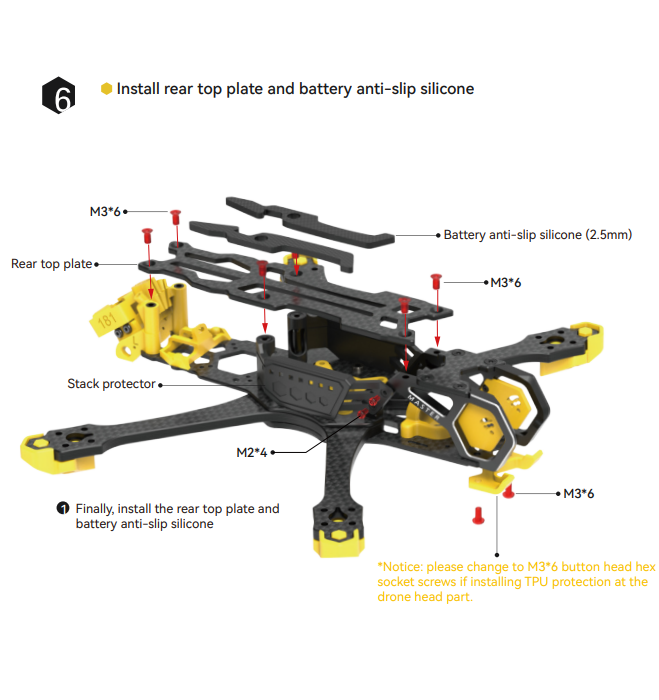 6
Install rear top plate and battery anti-slip silicone
M3*6
Battery anti-slip silicone (2.5mm)
Rear top plate
M3*6
181
Stack protector
MASTER
M2*4
M3*6
1 Finally, install the rear top plate and
battery anti-slip silicone
*Notice: please change to M3*6 button head hex
socket screws if installing TPU protection at the
drone head part.